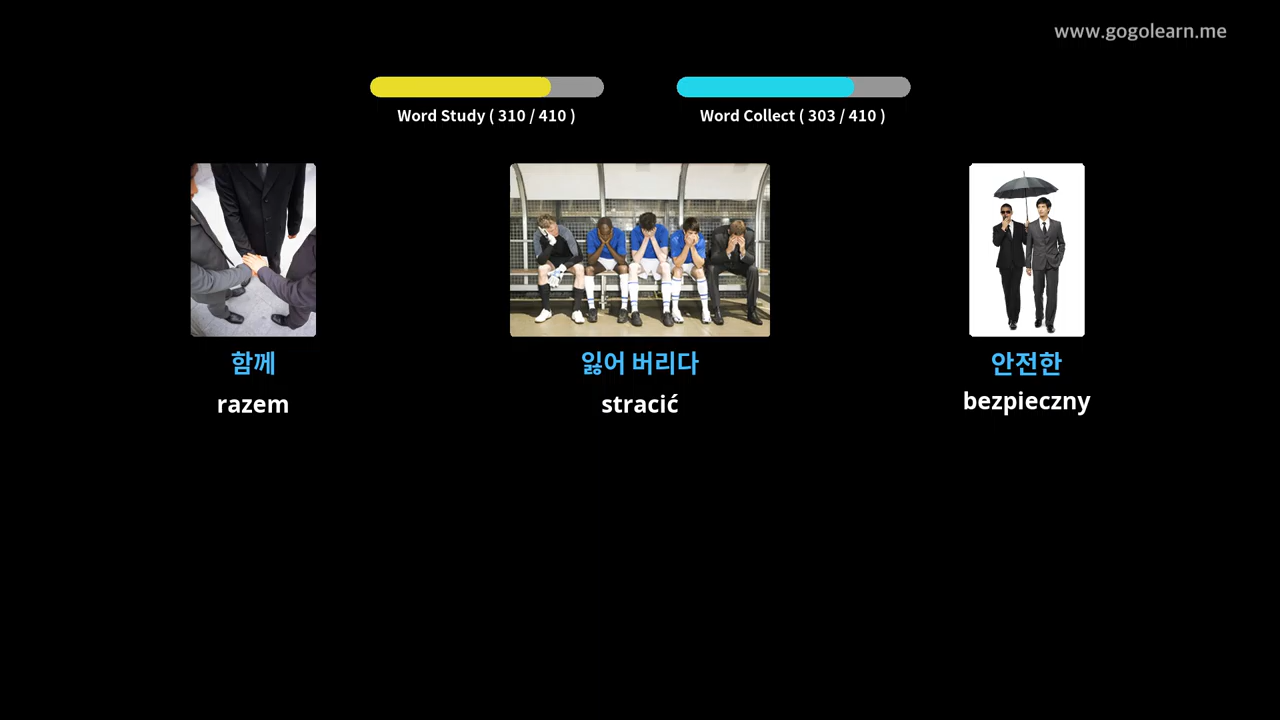 www.gogolearn.me
Word Study ( 310 / 410 )
Word Collect ( 303 / 410 )
함께
잃어 버리다
안전한
razem
stracić
bezpieczny